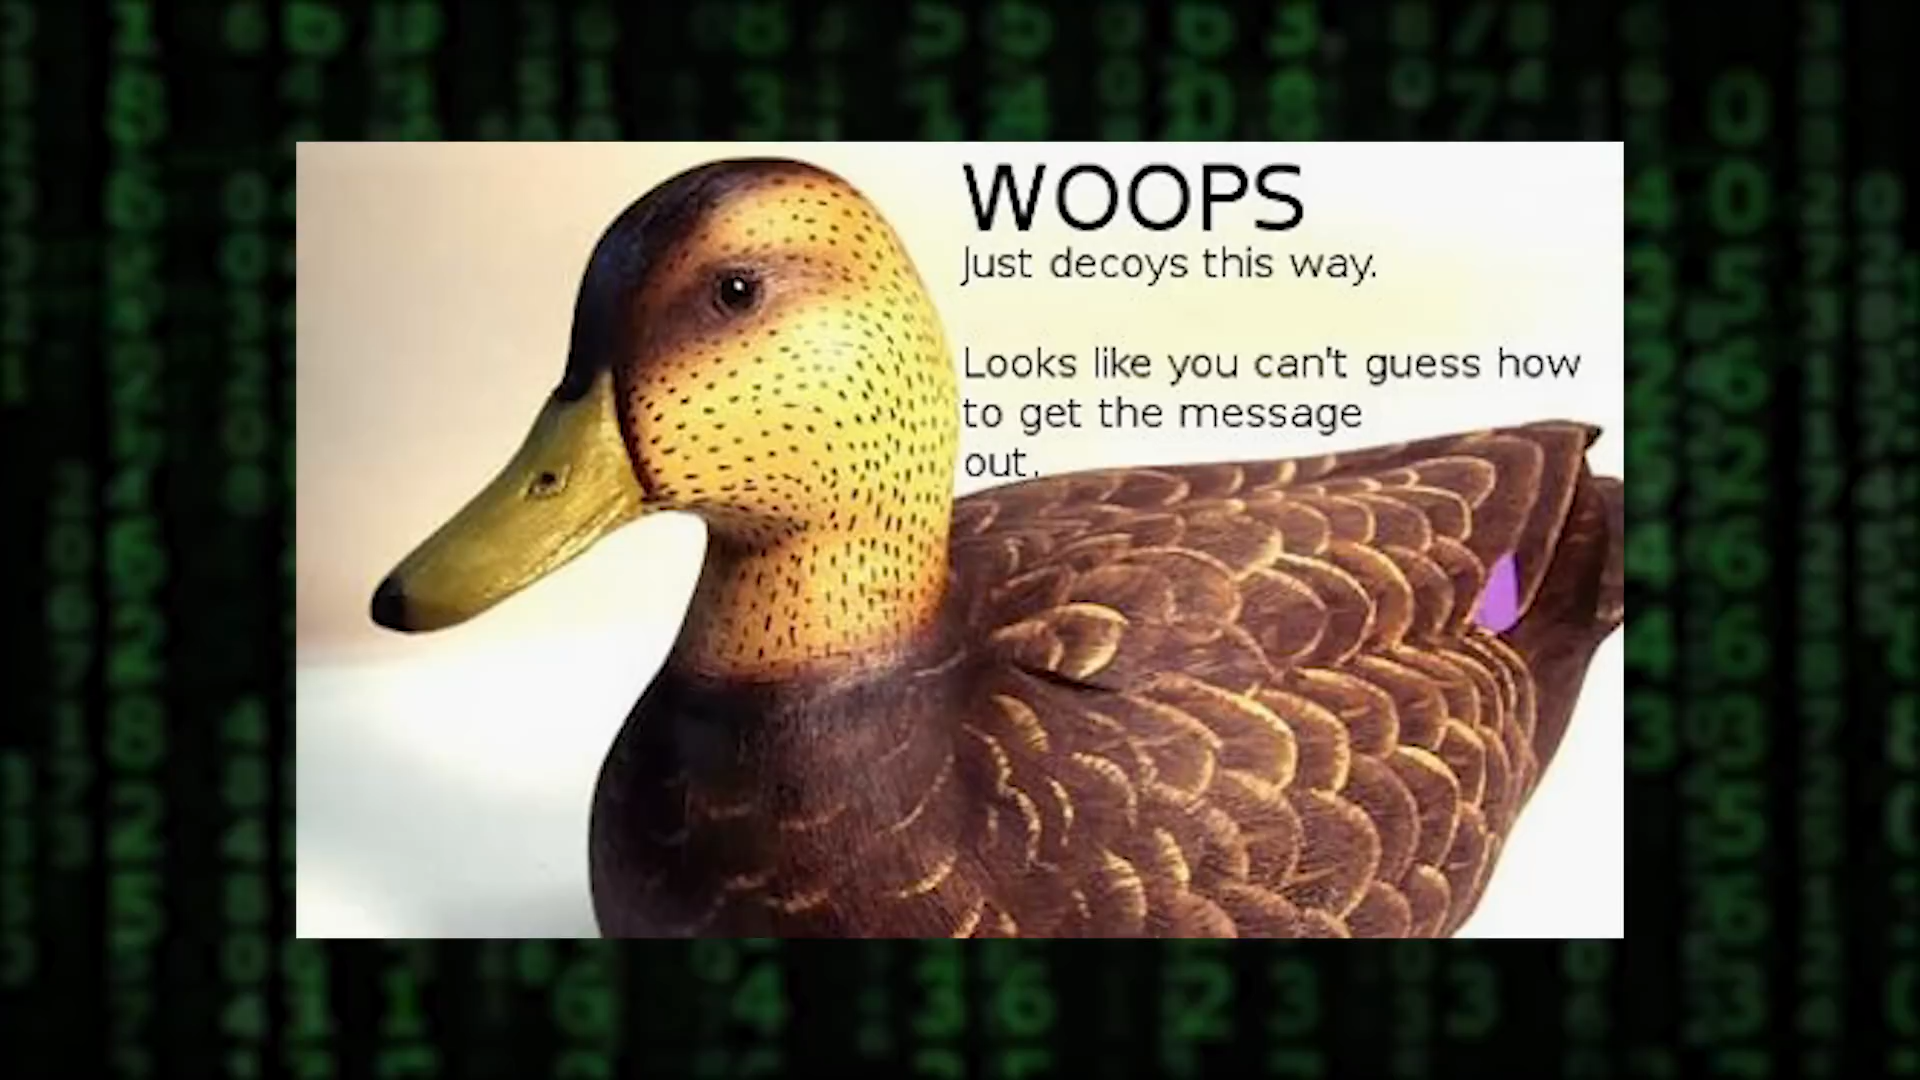 WOOPS
Just decoys this way.
Looks like you can't guess how
to get the message
out.